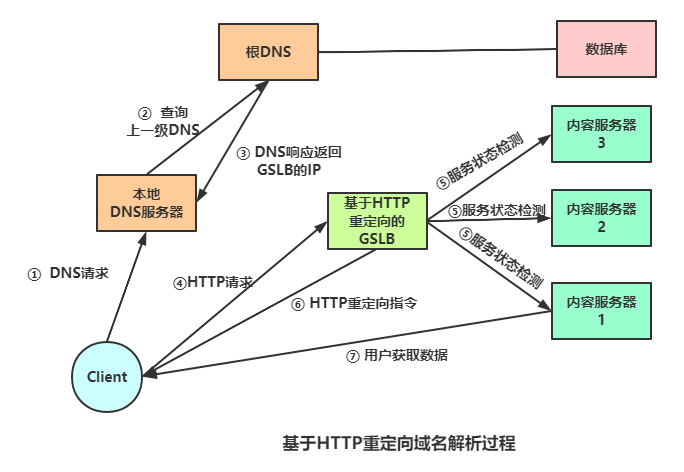 根DNS
数据库
② 查询
上一级DNS
③ DNS响应返回
GSLB的IP
内容服务器
3
⑤服务状态检测
本地
DNS服务器
基于HTTP
重定向的
GSLB
⑤服务状态检测
内容服务器
2
⑤服务状态检测
① DNS请求
④HTTP请求
⑥ HTTP重定向指令
内容服务器
1
⑦ 用户获取数据
Client
基于HTTP重定向域名解析过程